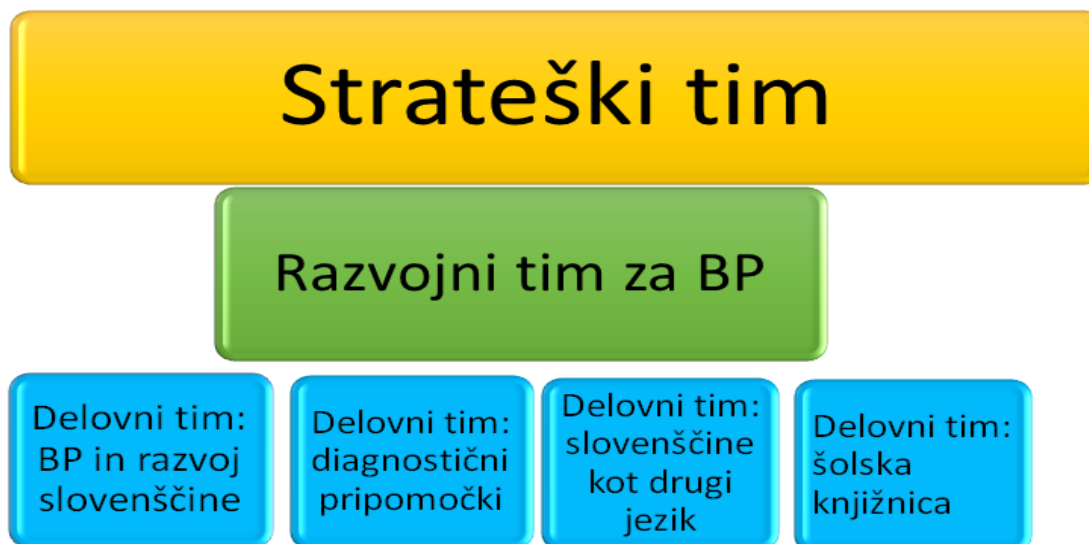 Strateški tim
Razvojni tim za BP
Delovni tim:
BP in razvoj
slovenščine
Delovni tim:
diagnostični
pripomočki
Delovni tim:
slovenščine
kot drugi
jezik
Delovni tim:
šolska
knjižnica